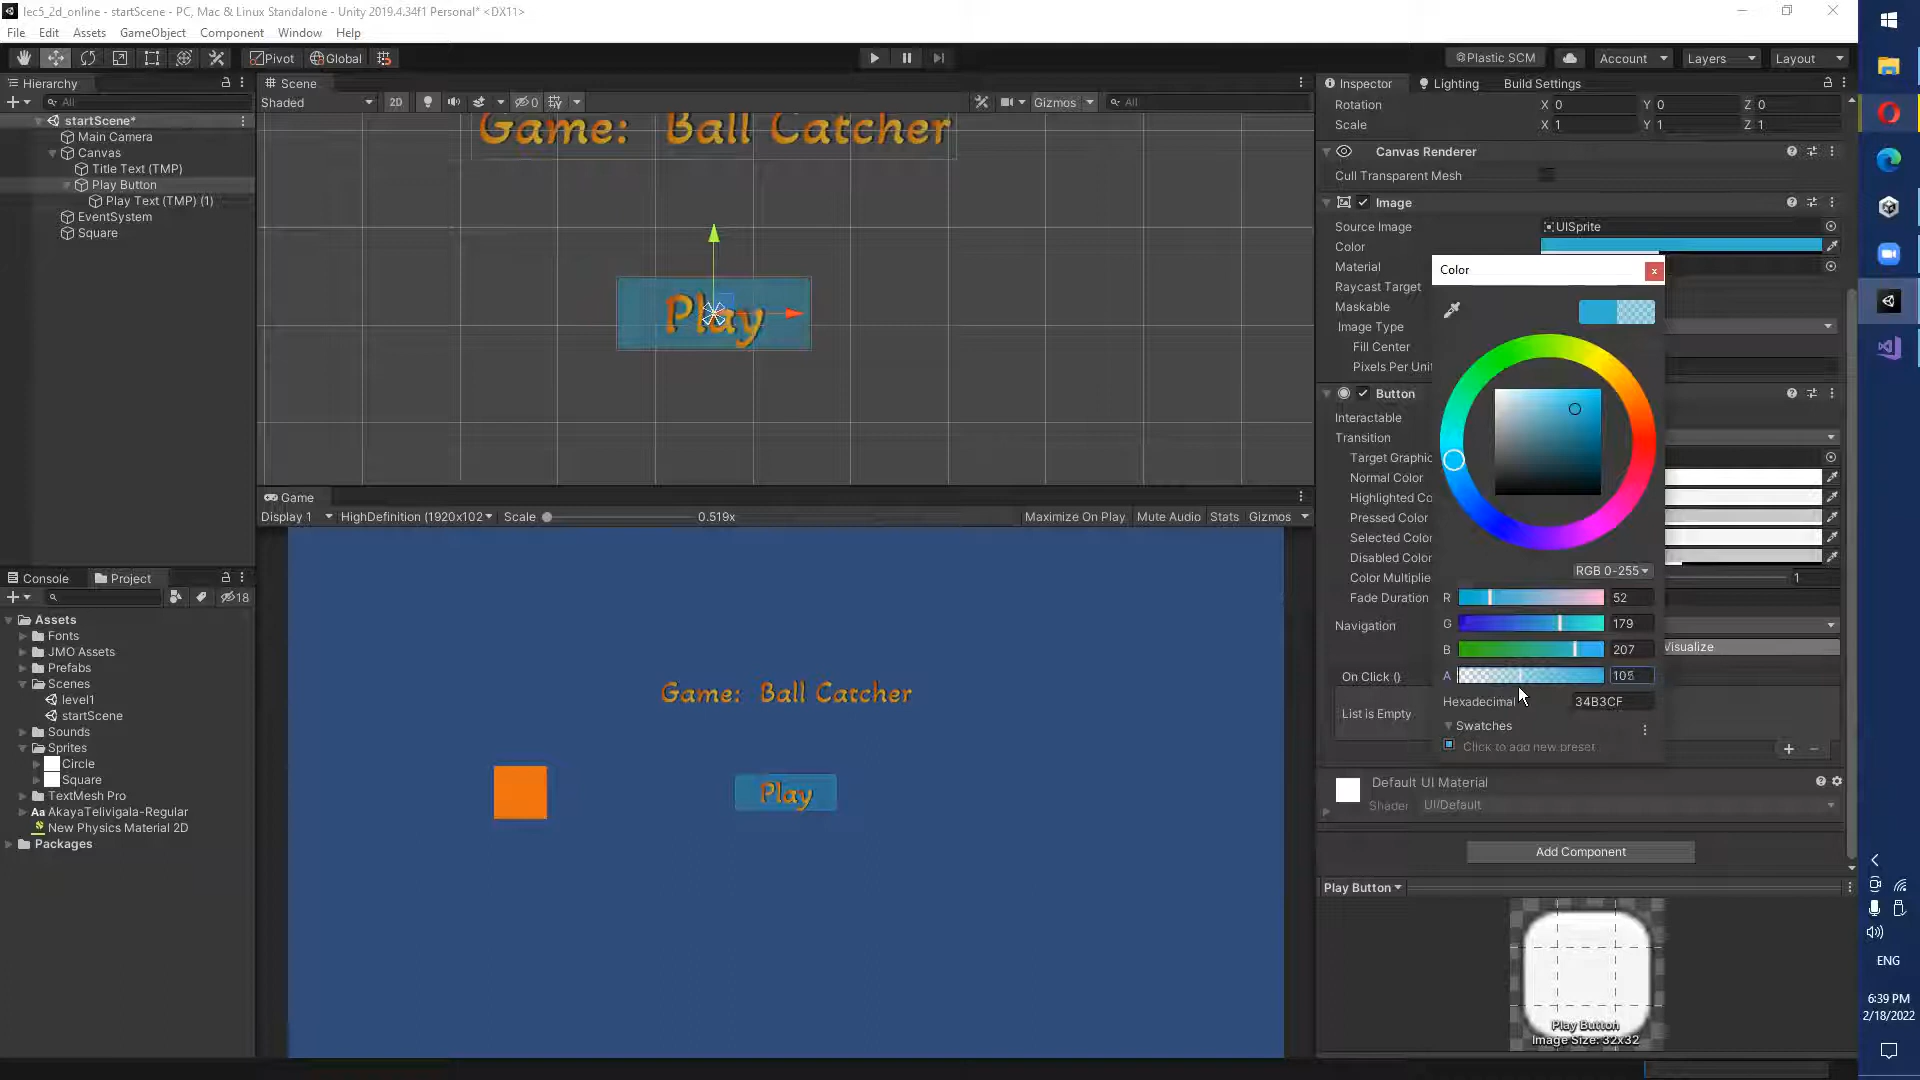 lec5_2d_online - startScene - PC, Mac & Linux Standalone - Unity 2019.4.34f1 Personal* <DX11>
File Edit Assets GameObject Component Window Help
Pivot Global Plastic SCM Account Layers Layout
Hierarchy
All
startScene*
Main Camera
Canvas
Title Text (TMP)
Play Button
Play Text (TMP) (1)
EventSystem
Square
Scene
Shaded 2D 0 Gizmos All
Game: Ball Catcher
Play
Game
Display 1 HighDefinition (1920x102 Scale 0.519x Maximize On Play Mute Audio Stats Gizmos
Game: Ball Catcher
Play
Console Project
18
Assets
Fonts
JMO Assets
Prefabs
Scenes
level1
startScene
Sounds
Sprites
Circle
Square
TextMesh Pro
Aa AkayaTelivigala-Regular
New Physics Material 2D
Packages
Inspector Lighting Build Settings
Rotation X 0 Y 0 Z 0
Scale X 1 Y 1 Z 1
Canvas Renderer
Cull Transparent Mesh
Image
Source Image UISprite
Color
Material
Raycast Target
Maskable
Image Type
Fill Center
Pixels Per Uni
Button
Interactable
Transition
Target Graphic
Normal Color
Highlighted Co
Pressed Color
Selected Color
Disabled Color
Color Multiplie 1
Fade Duration
Navigation
Visualize
On Click ()
List is Empty
Color
RGB 0-255
R 52
G 179
B 207
A 105
Hexadecimal 34B3CF
Swatches
Click to add new preset
Default UI Material
Shader UI/Default
Add Component
Play Button
Play Button
Image Size: 32x32
ENG
6:39 PM
2/18/2022